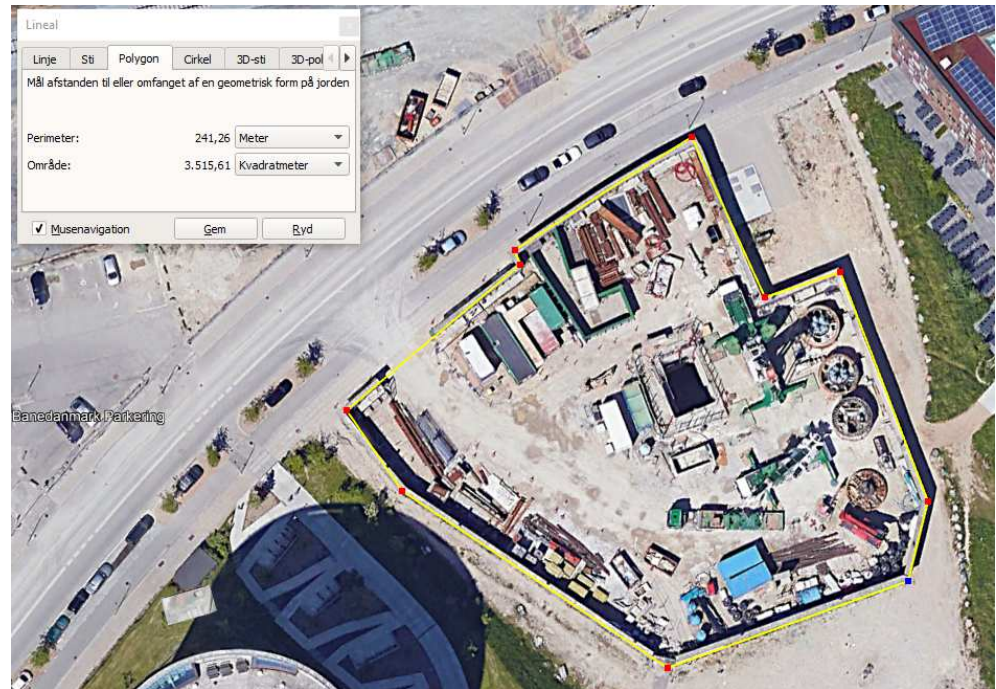 Lineal
Linje Sti Polygon Cirkel 3D-sti 3D-pol
Mål afstanden til eller omfanget af en geometrisk form på jorden
Perimeter: 241,26 Meter
Område: 3.515,61 Kvadratmeter
Musenavigation Gem Ryd
Banedanmark Parkering